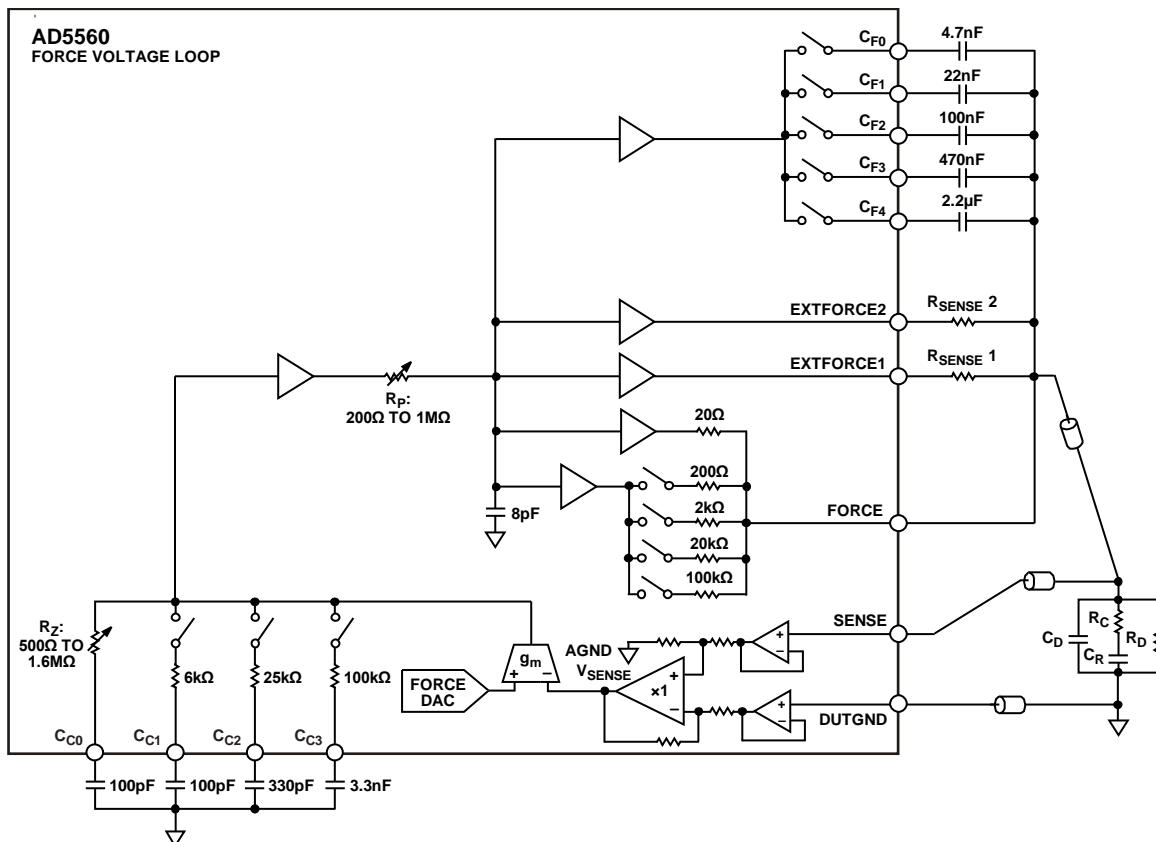 AD5560
FORCE VOLTAGE LOOP
CF0
4.7nF
CF1
22nF
CF2
100nF
CF3
470nF
CF4
2.2µF
EXTFORCE2
RSENSE 2
EXTFORCE1
RSENSE 1
RP:
200Ω TO 1MΩ
20Ω
200Ω
8pF
2kΩ
FORCE
20kΩ
100kΩ
RZ:
500Ω TO
1.6MΩ
6kΩ
25kΩ
100kΩ
gm
+ −
FORCE
DAC
AGND
VSENSE
×1
+
−
+
−
+
−
SENSE
DUTGND
CD
RC
CR
RD
CC0
CC1
CC2
CC3
100pF
100pF
330pF
3.3nF